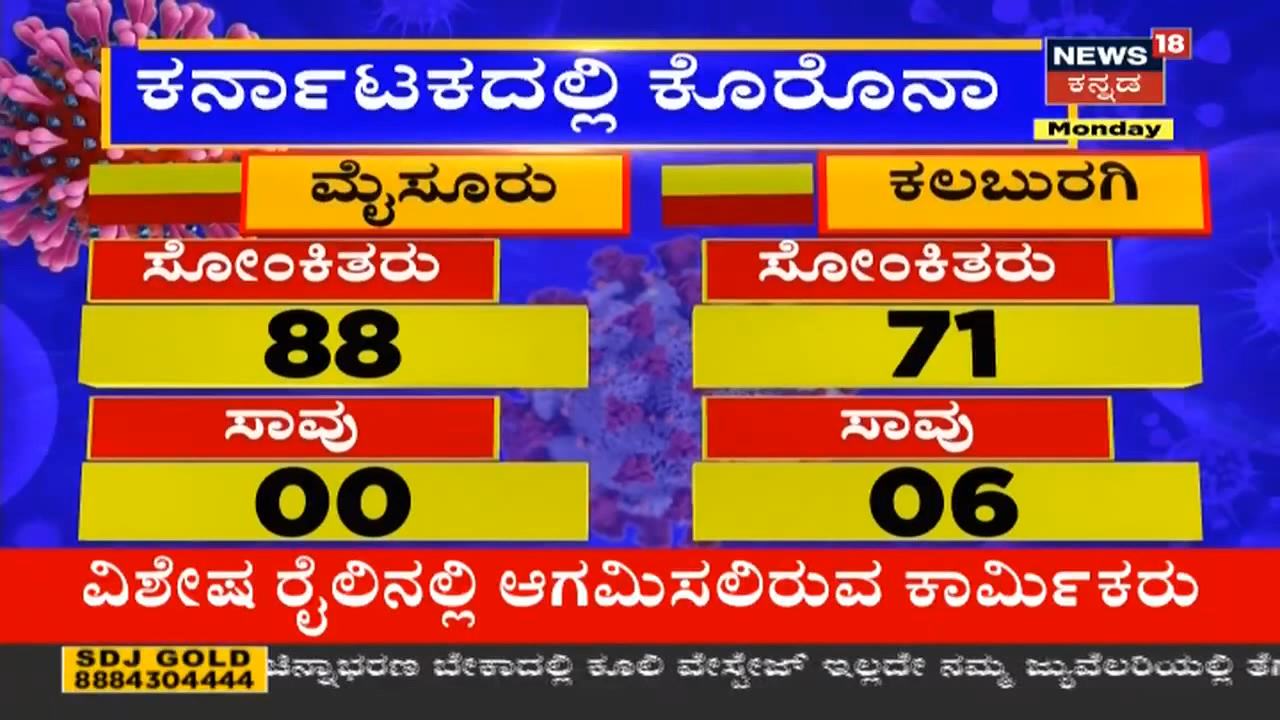 ಕರ್ನಾಟಕದಲ್ಲಿ ಕೊರೊನಾ
NEWS 18
ಕನ್ನಡ
Monday
ಮೈಸೂರು
ಕಲಬುರಗಿ
ಸೋಂಕಿತರು
ಸೋಂಕಿತರು
88
71
ಸಾವು
ಸಾವು
00
06
ವಿಶೇಷ ರೈಲಿನಲ್ಲಿ ಆಗಮಿಸಲಿರುವ ಕಾರ್ಮಿಕರು
SDJ GOLD
8884304444
ಚಿನ್ನಾಭರಣ ಬೇಕಾದಲ್ಲಿ ಕೂಲಿ ವೇಸ್ಟೇಜ್ ಇಲ್ಲದೇ ನಮ್ಮ ಜ್ಯುವೆಲರಿಯಲ್ಲಿ